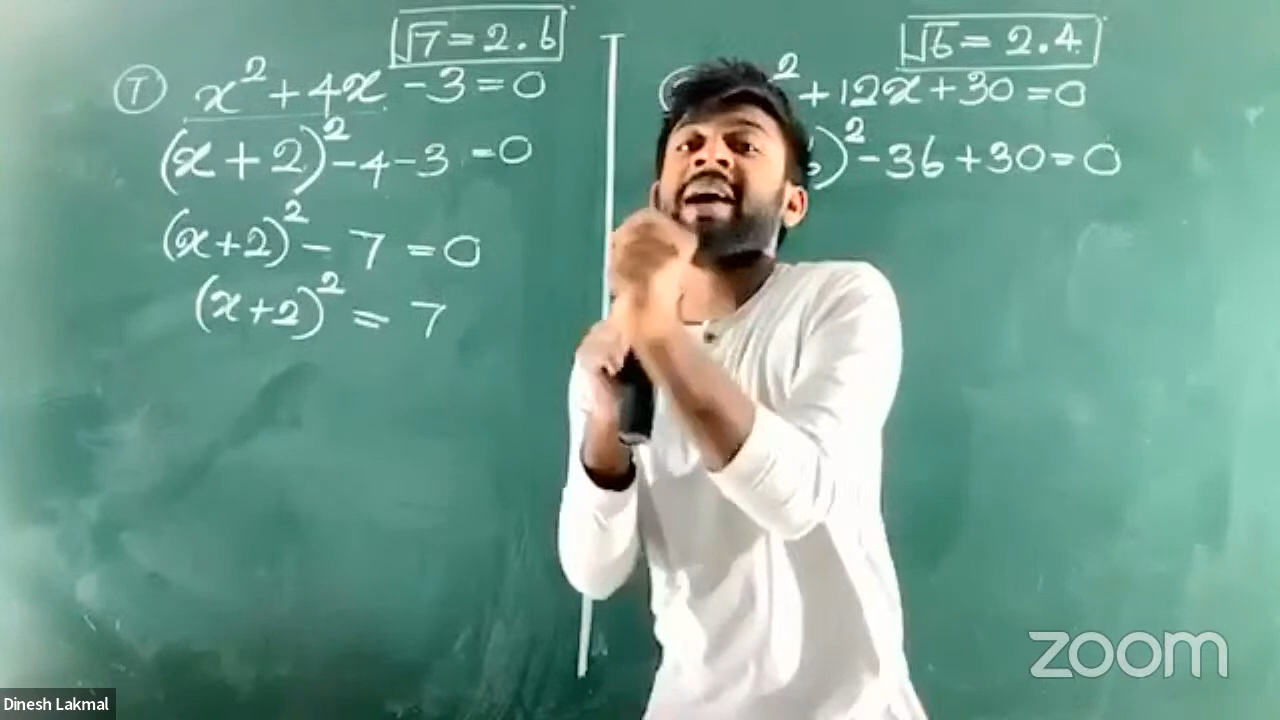 √7 = 2.6
① x² + 4x - 3 = 0
(x + 2)² - 4 - 3 = 0
(x + 2)² - 7 = 0
(x + 2)² = 7
√6 = 2.4
² + 12x + 30 = 0
)² - 36 + 30 = 0
zoom
Dinesh Lakmal